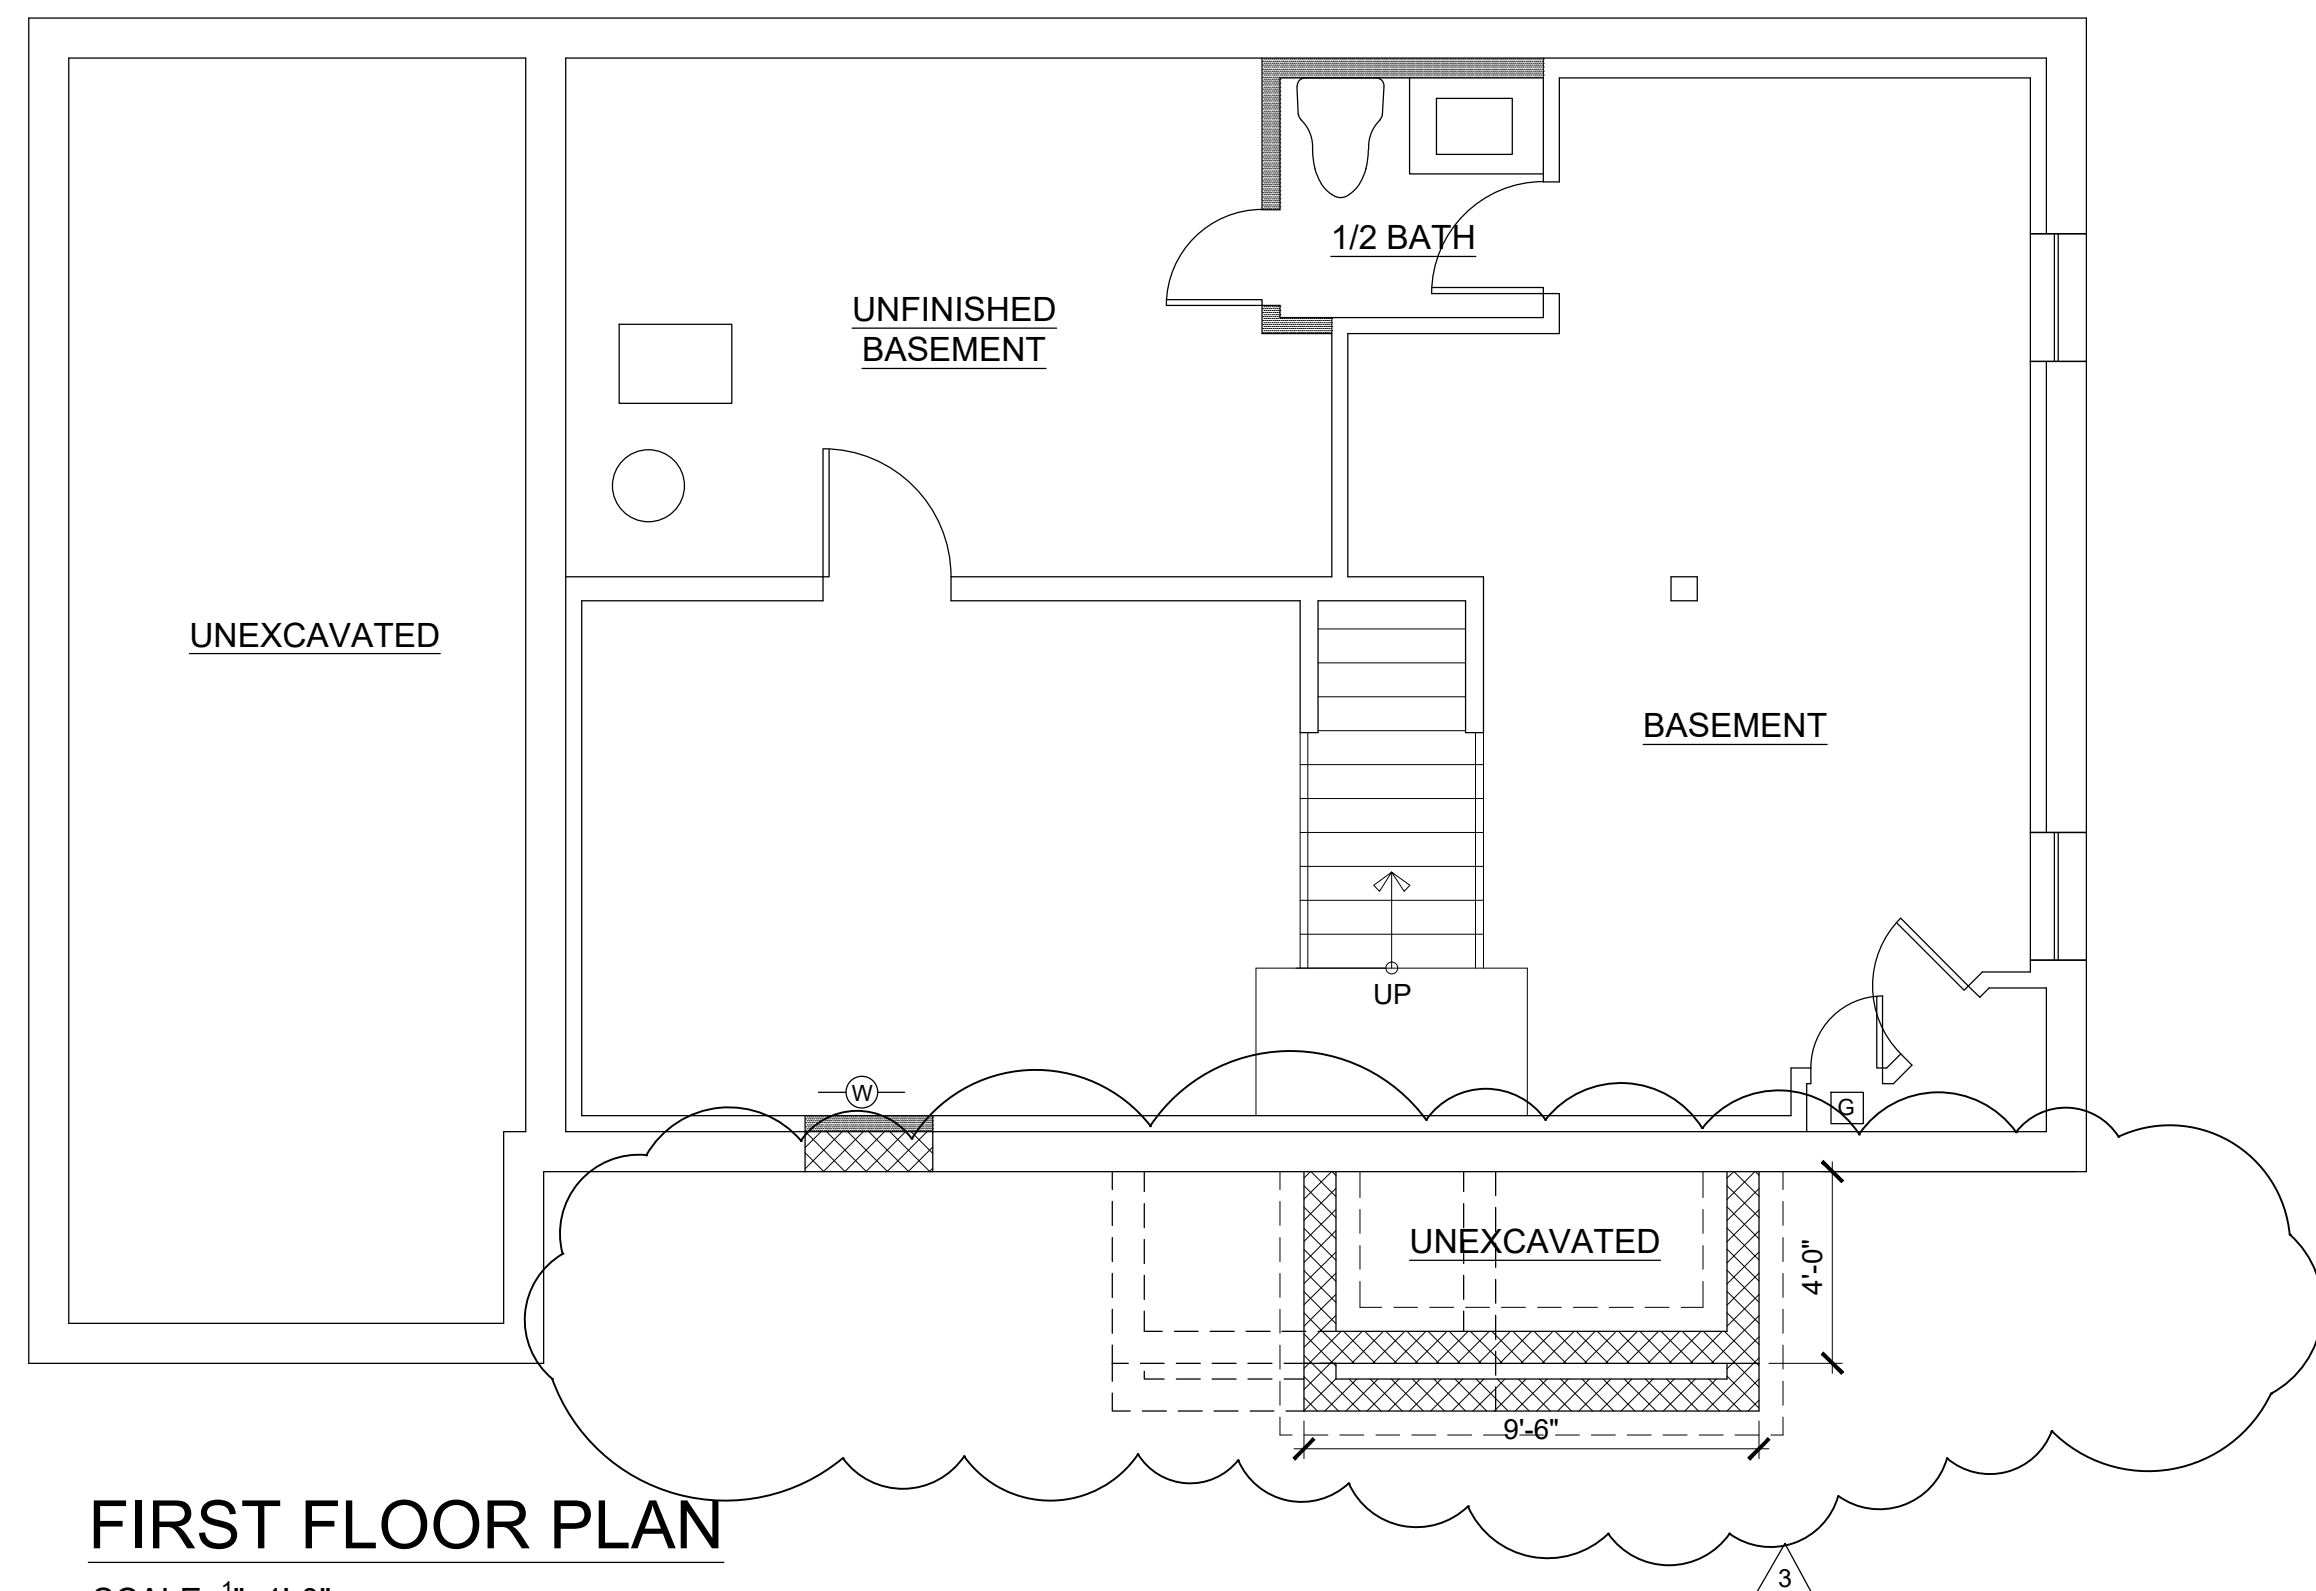 1/2 BATH
UNFINISHED
BASEMENT
UNEXCAVATED
BASEMENT
UP
W
G
UNEXCAVATED
4'-0"
9'-6"
FIRST FLOOR PLAN
3